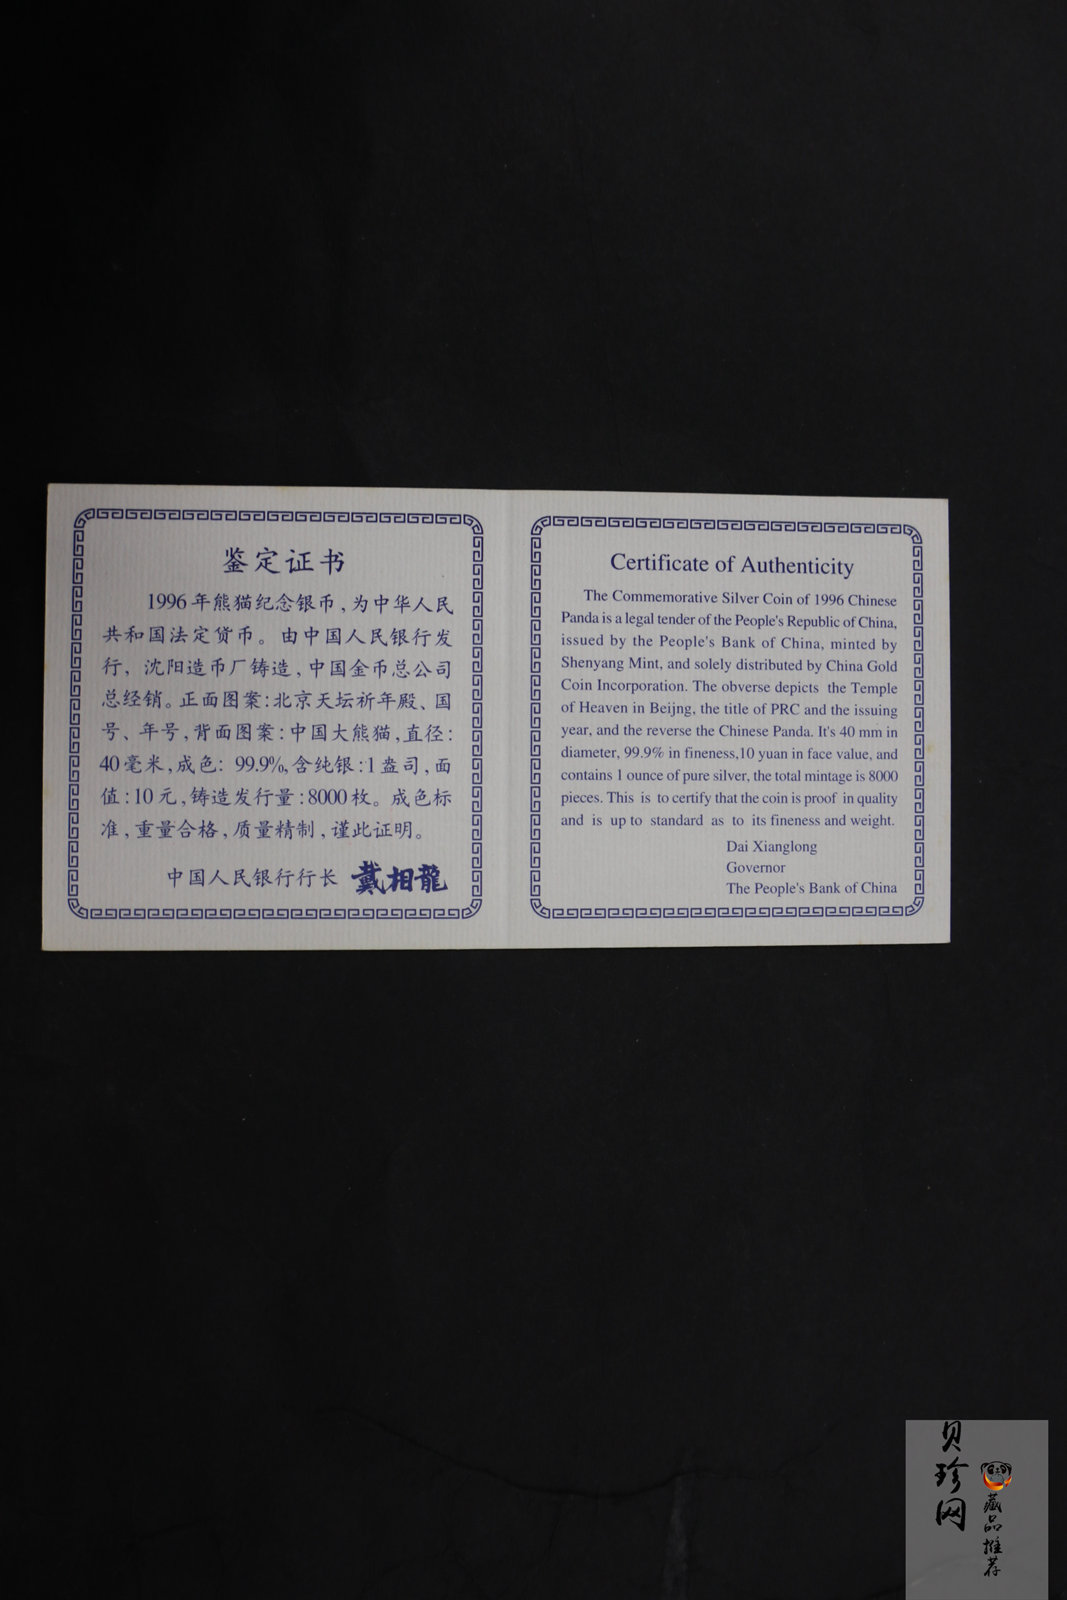 鉴定证书
1996年熊猫纪念银币,为中华人民
共和国法定货币。由中国人民银行发
行,沈阳造币厂铸造,中国金币总公司
总经销。正面图案:北京天坛祈年殿、国
号、年号,背面图案:中国大熊猫,直径:
40毫米,成色: 99.9%,含纯银:1盎司,面
值:10元,铸造发行量:8000枚。成色标
准,重量合格,质量精制,谨此证明。
中国人民银行行长 戴相龍
Certificate of Authenticity
The Commemorative Silver Coin of 1996 Chinese
Panda is a legal tender of the People's Republic of China,
issued by the People's Bank of China, minted by
Shenyang Mint, and solely distributed by China Gold
Coin Incorporation. The obverse depicts the Temple
of Heaven in Beijng, the title of PRC and the issuing
year, and the reverse the Chinese Panda. It's 40 mm in
diameter, 99.9% in fineness,10 yuan in face value, and
contains 1 ounce of pure silver, the total mintage is 8000
pieces. This is to certify that the coin is proof in quality
and is up to standard as to its fineness and weight.
Dai Xianglong
Governor
The People's Bank of China
贝珍网
藏品推荐